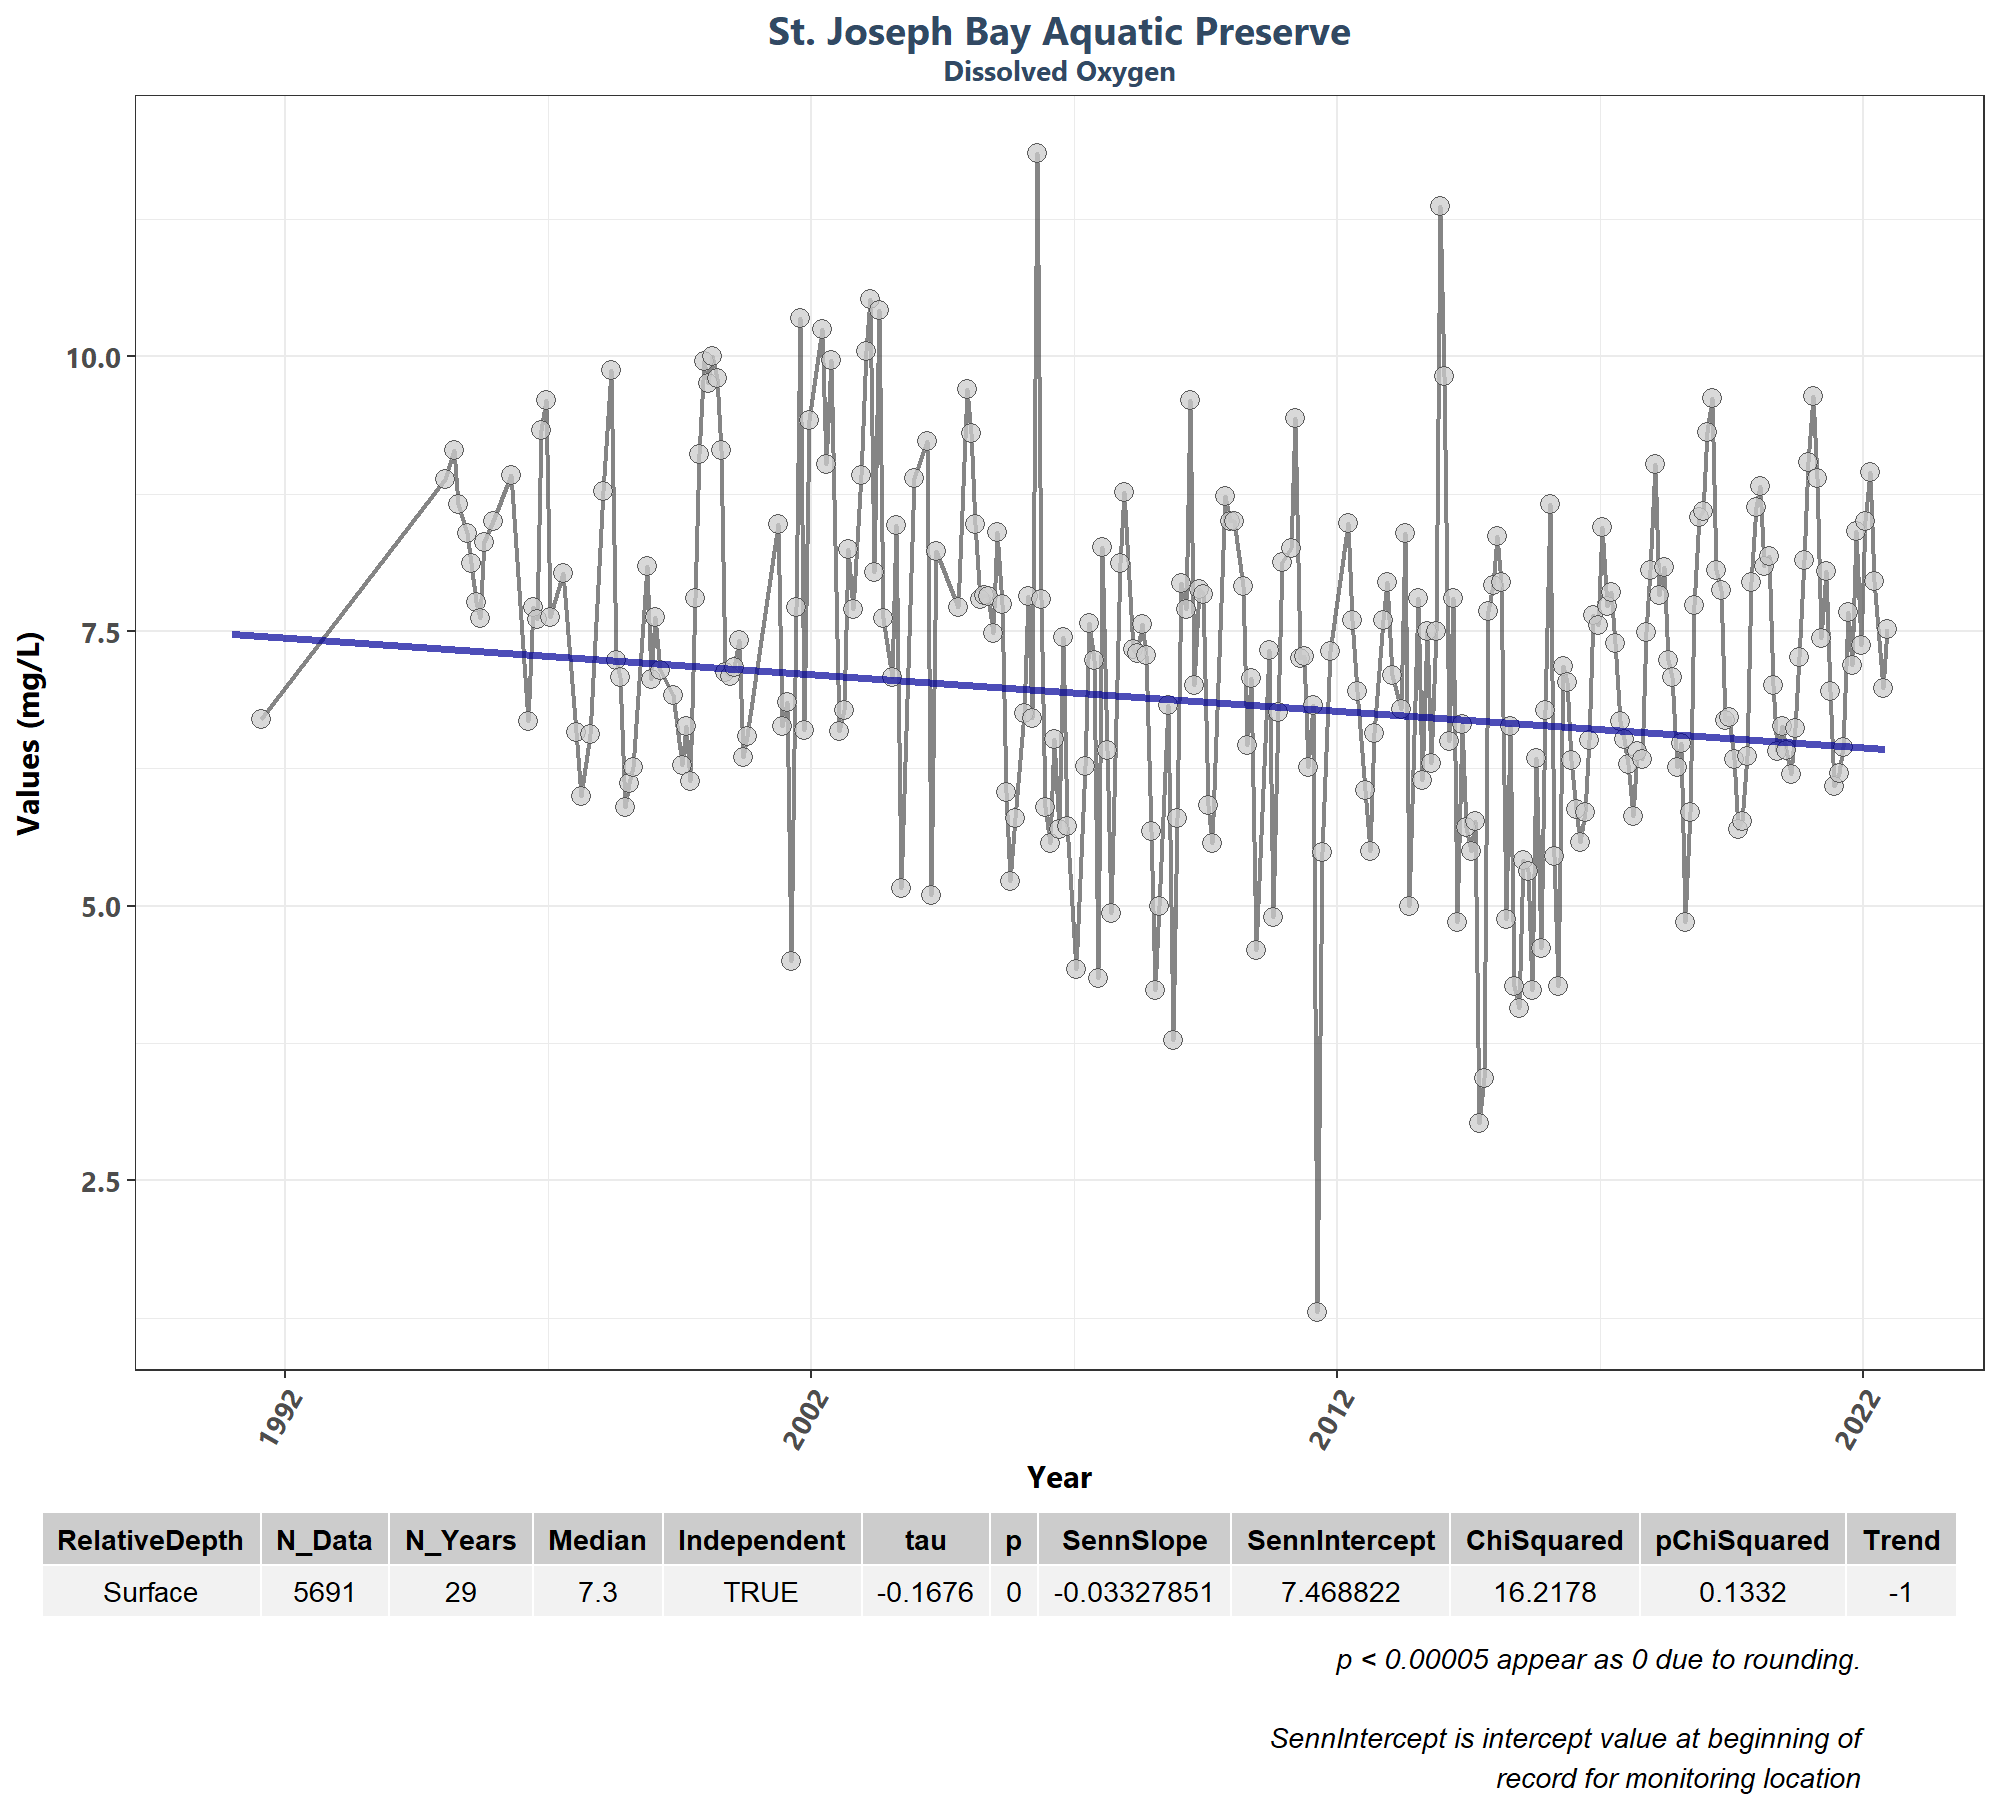 St. Joseph Bay Aquatic Preserve
Dissolved Oxygen
Values (mg/L)
10.0
7.5
5.0
2.5
1992 2002 2012 2022
Year
RelativeDepth N_Data N_Years Median Independent tau p SennSlope SennIntercept ChiSquared pChiSquared Trend
Surface 5691 29 7.3 TRUE -0.1676 0 -0.03327851 7.468822 16.2178 0.1332 -1
p < 0.00005 appear as 0 due to rounding.
SennIntercept is intercept value at beginning of
record for monitoring location